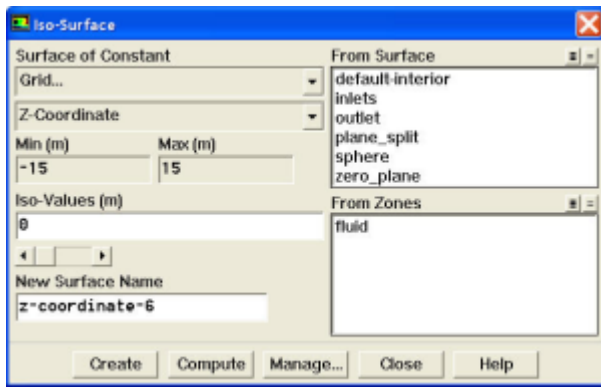 Iso-Surface
Surface of Constant
Grid...
Z-Coordinate
Min (m) Max (m)
-15 15
Iso-Values (m)
0
New Surface Name
z-coordinate-6
From Surface
default-interior
inlets
outlet
plane_split
sphere
zero_plane
From Zones
fluid
Create Compute Manage... Close Help